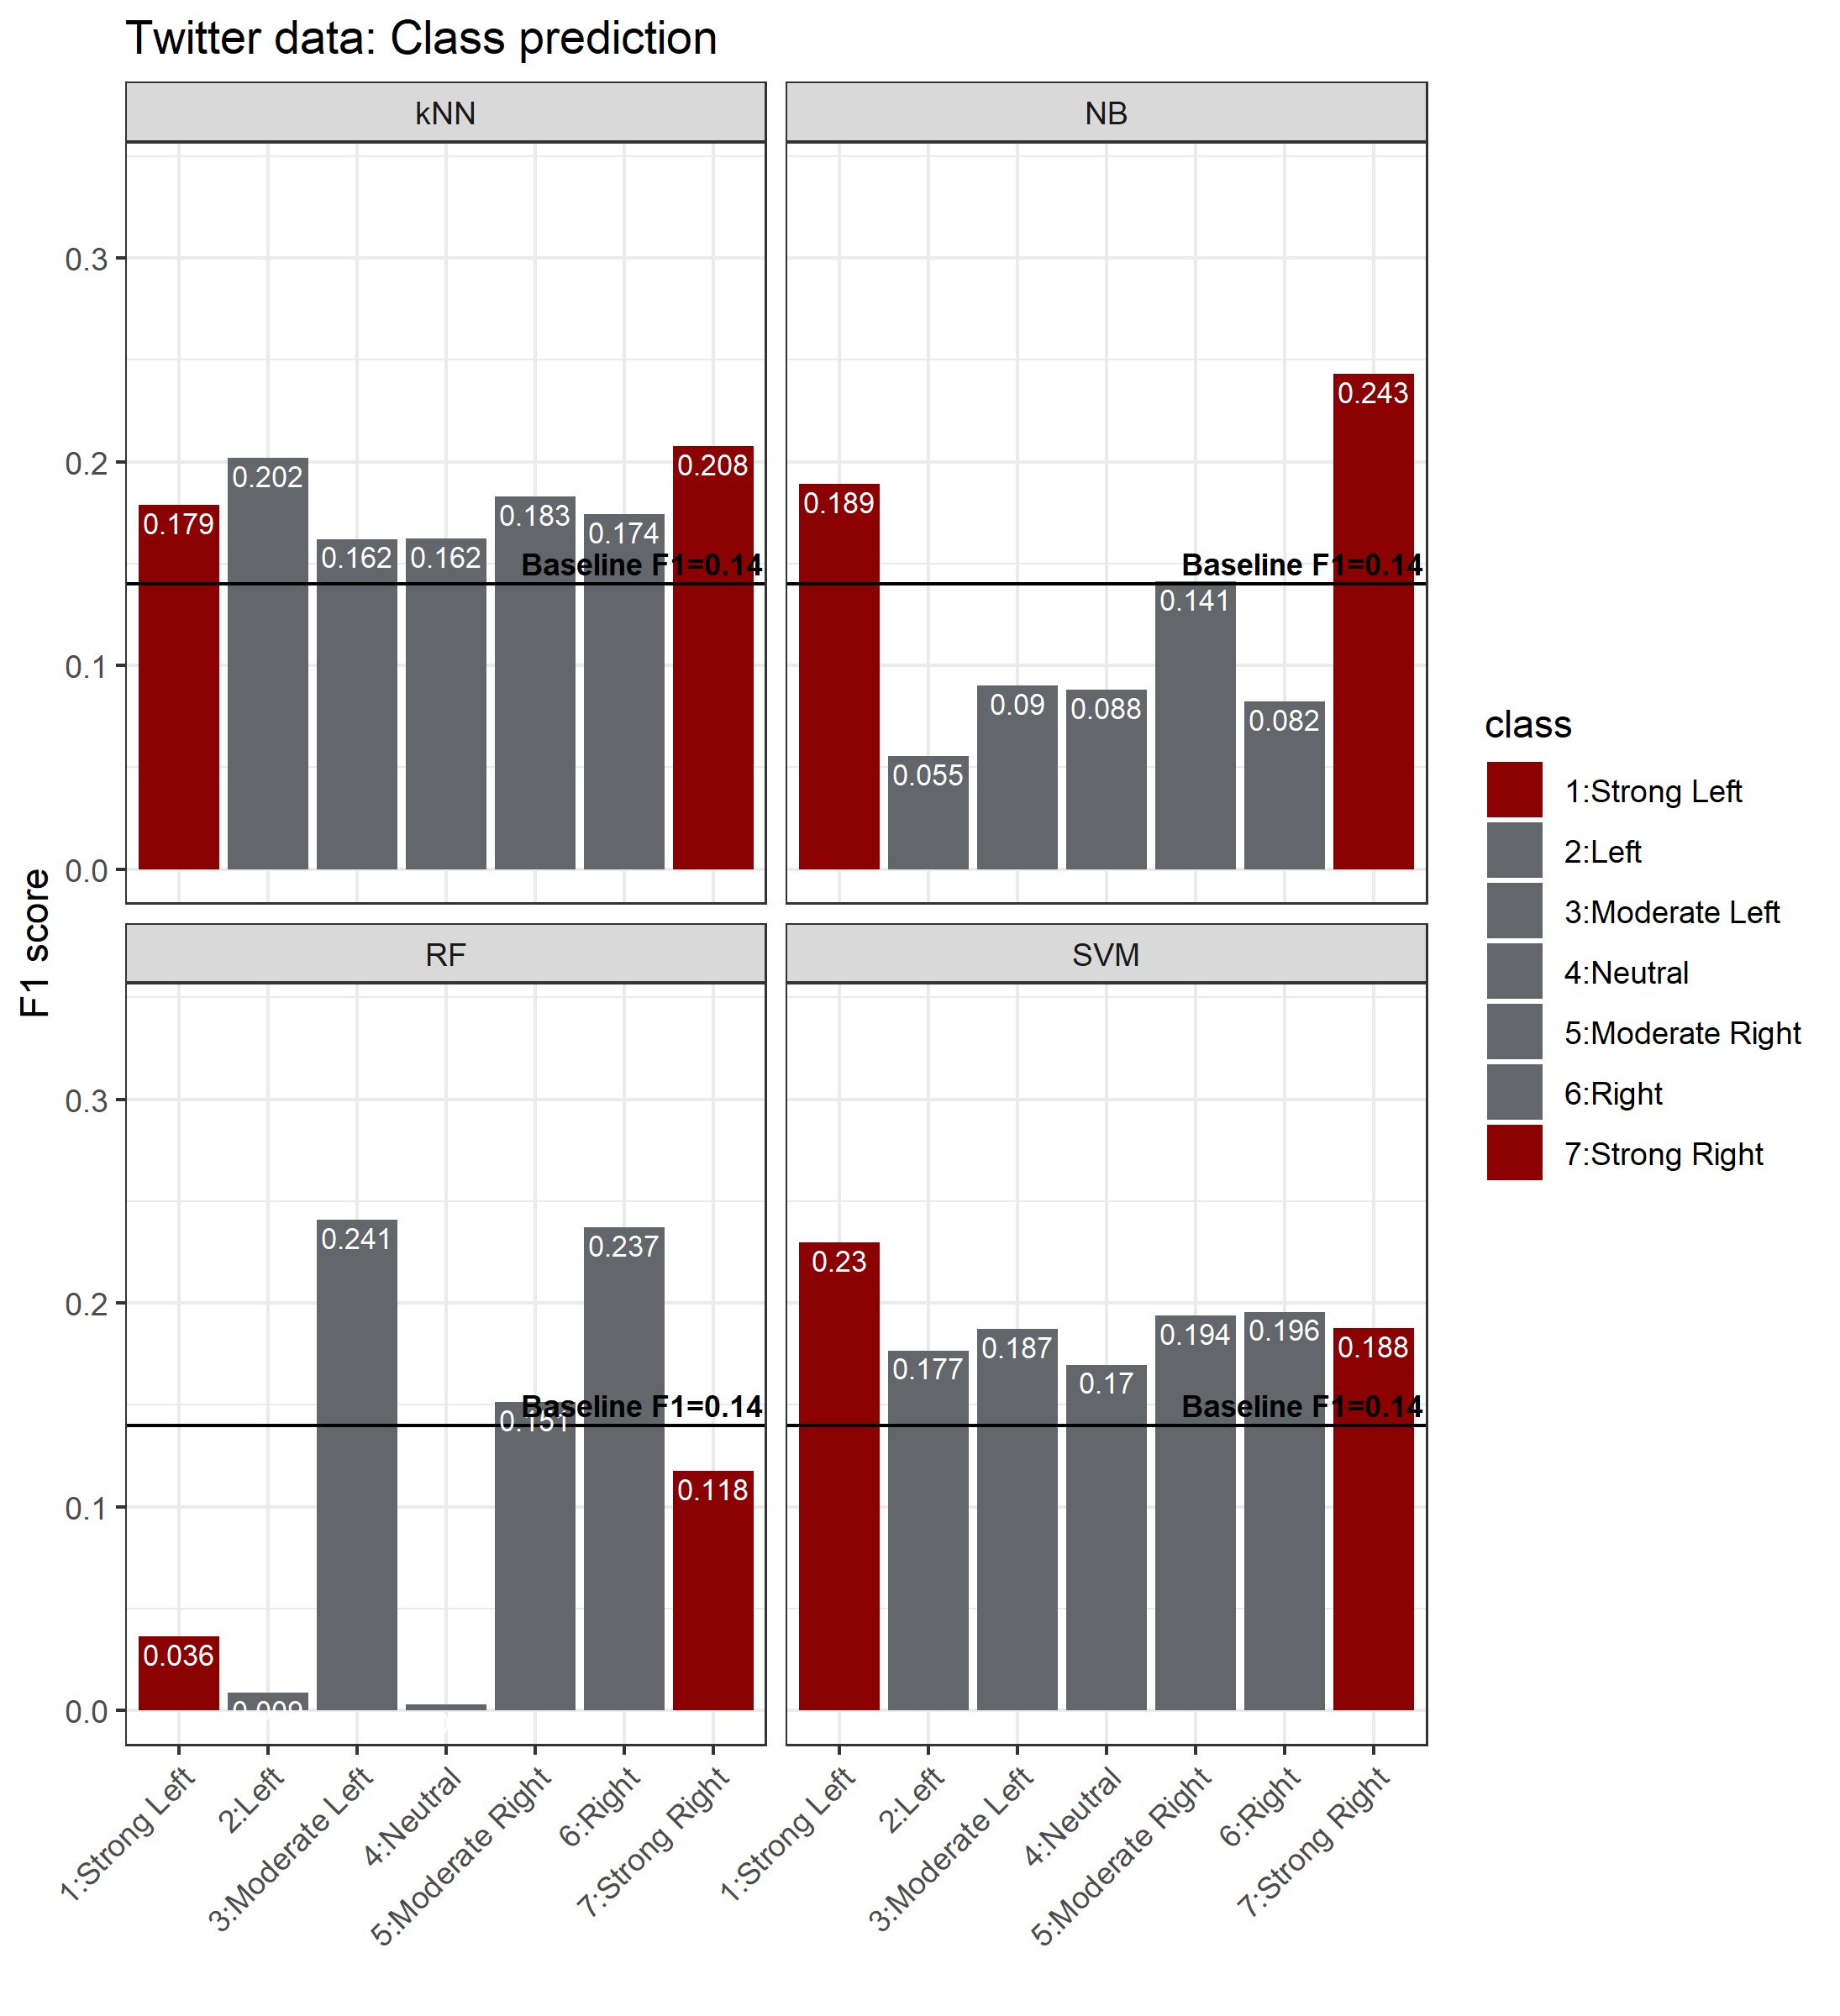 Twitter data: Class prediction
kNN
NB
0.3
0.2
0.1
0.0
0.179
0.202
0.162
0.162
0.183
0.174
0.208
Baseline F1=0.14
0.189
0.055
0.09
0.088
0.141
0.082
0.243
Baseline F1=0.14
F1 score
RF
SVM
0.3
0.2
0.1
0.0
0.036
0.009
0.241
0.151
0.237
0.118
Baseline F1=0.14
0.23
0.177
0.187
0.17
0.194
0.196
0.188
Baseline F1=0.14
1:Strong Left
2:Left
3:Moderate Left
4:Neutral
5:Moderate Right
6:Right
7:Strong Right
1:Strong Left
2:Left
3:Moderate Left
4:Neutral
5:Moderate Right
6:Right
7:Strong Right
class
1:Strong Left
2:Left
3:Moderate Left
4:Neutral
5:Moderate Right
6:Right
7:Strong Right